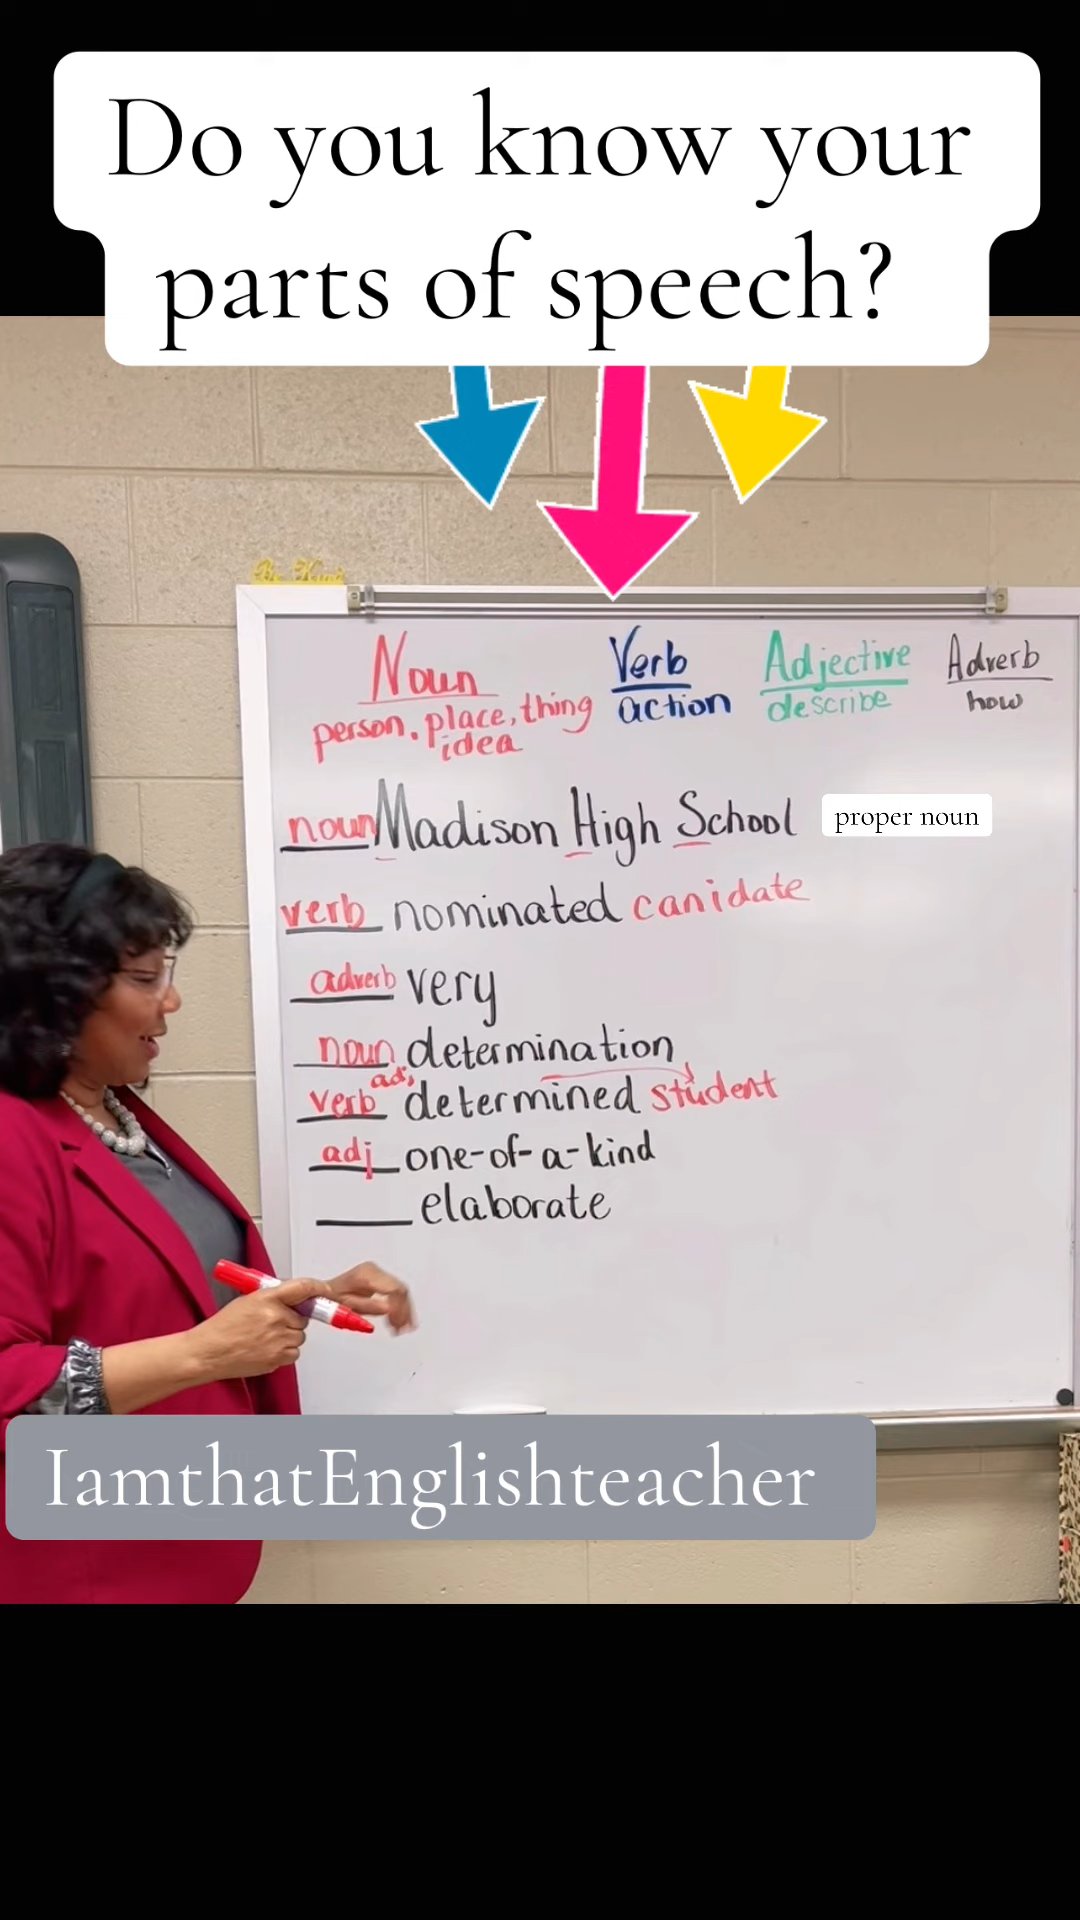 Do you know your
parts of speech?
Be Kind
Noun Verb Adjective Adverb
person, place, thing action describe how
idea
noun Madison High School proper noun
verb nominated canidate
adverb very
noun determination
adj
verb determined student
adj one-of-a-kind
elaborate
IamthatEnglishteacher